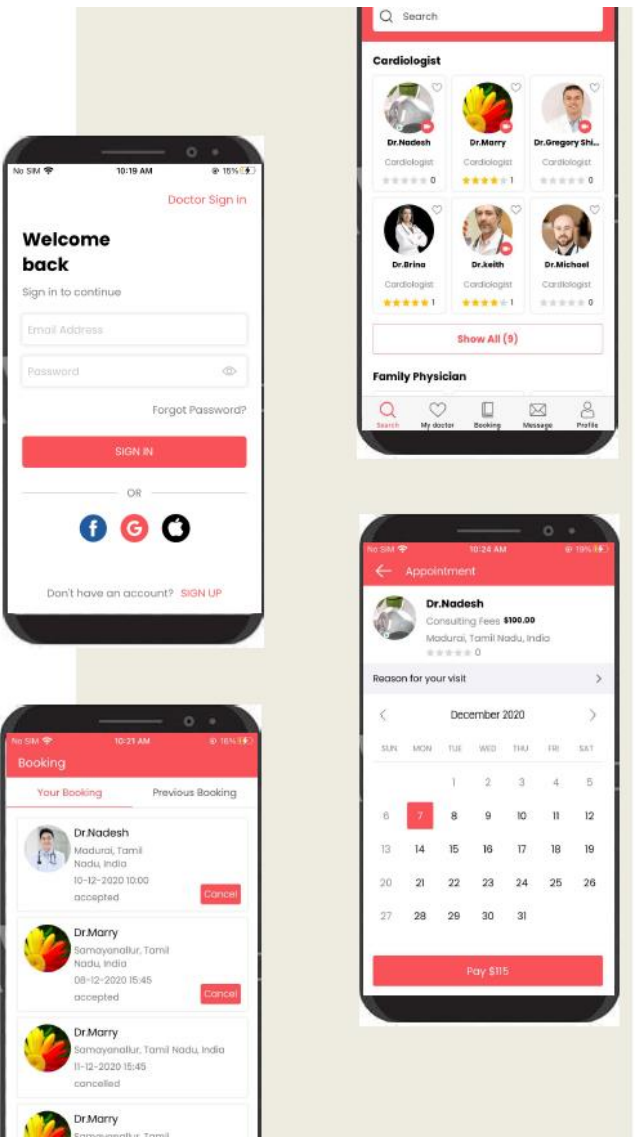 No SIM 10:19 AM 15%
Doctor Sign in
Welcome
back
Sign in to continue
Email Address
Password
Forgot Password?
SIGN IN
OR
f G
Don't have an account? SIGN UP
No SIM 10:21 AM 16%
Booking
Your Booking Previous Booking
Dr.Nadesh
Madurai, Tamil
Nadu, India
10-12-2020 10:00
accepted Cancel
Dr.Marry
Samayanallur, Tamil
Nadu, India
08-12-2020 15:45
accepted Cancel
Dr.Marry
Samayanallur, Tamil Nadu, India
11-12-2020 15:45
cancelled
Dr.Marry
Samayanallur, Tamil
Search
Cardiologist
Dr.Nadesh Dr.Marry Dr.Gregory Shi...
Cardiologist Cardiologist Cardiologist
0 1 0
Dr.Brina Dr.keith Dr.Michael
Cardiologist Cardiologist Cardiologist
1 1 0
Show All (9)
Family Physician
Search My doctor Booking Message Profile
No SIM 10:24 AM 19%
Appointment
Dr.Nadesh
Consulting Fees $100.00
Madurai, Tamil Nadu, India
0
Reason for your visit
December 2020
SUN MON TUE WED THU FRI SAT
1 2 3 4 5
6 7 8 9 10 11 12
13 14 15 16 17 18 19
20 21 22 23 24 25 26
27 28 29 30 31
Pay $115